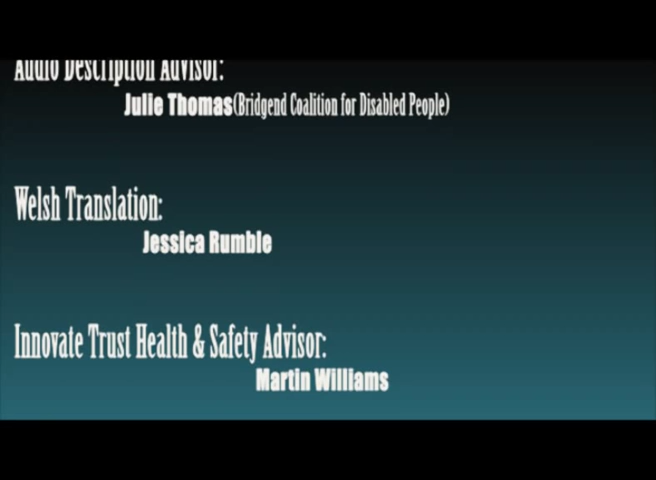 Audio Description Advisor:
Julie Thomas(Bridgend Coalition for Disabled People)
Welsh Translation:
Jessica Rumble
Innovate Trust Health & Safety Advisor:
Martin Williams